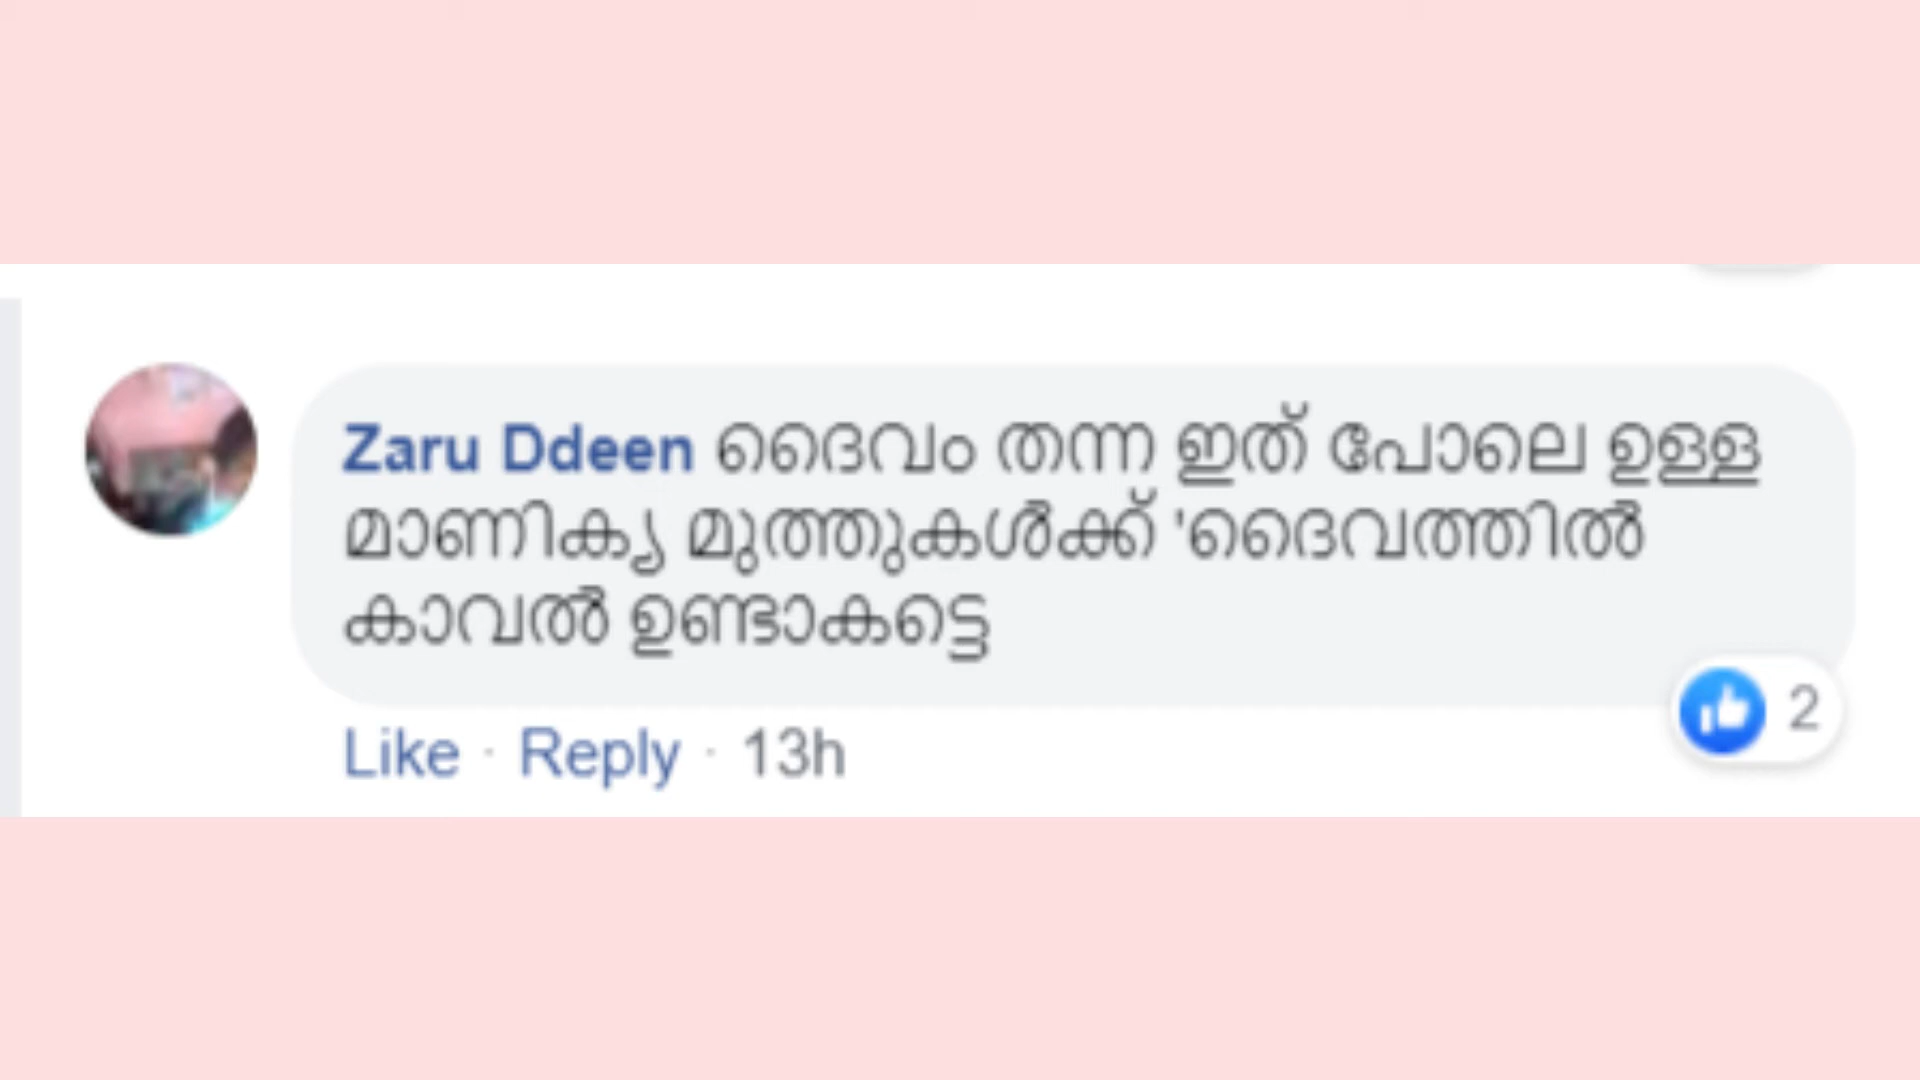 Zaru Ddeen ദൈവം തന്ന ഇത് പോലെ ഉള്ള
മാണിക്യ മുത്തുകൾക്ക് 'ദൈവത്തിൽ
കാവൽ ഉണ്ടാകട്ടെ
2
Like · Reply · 13h